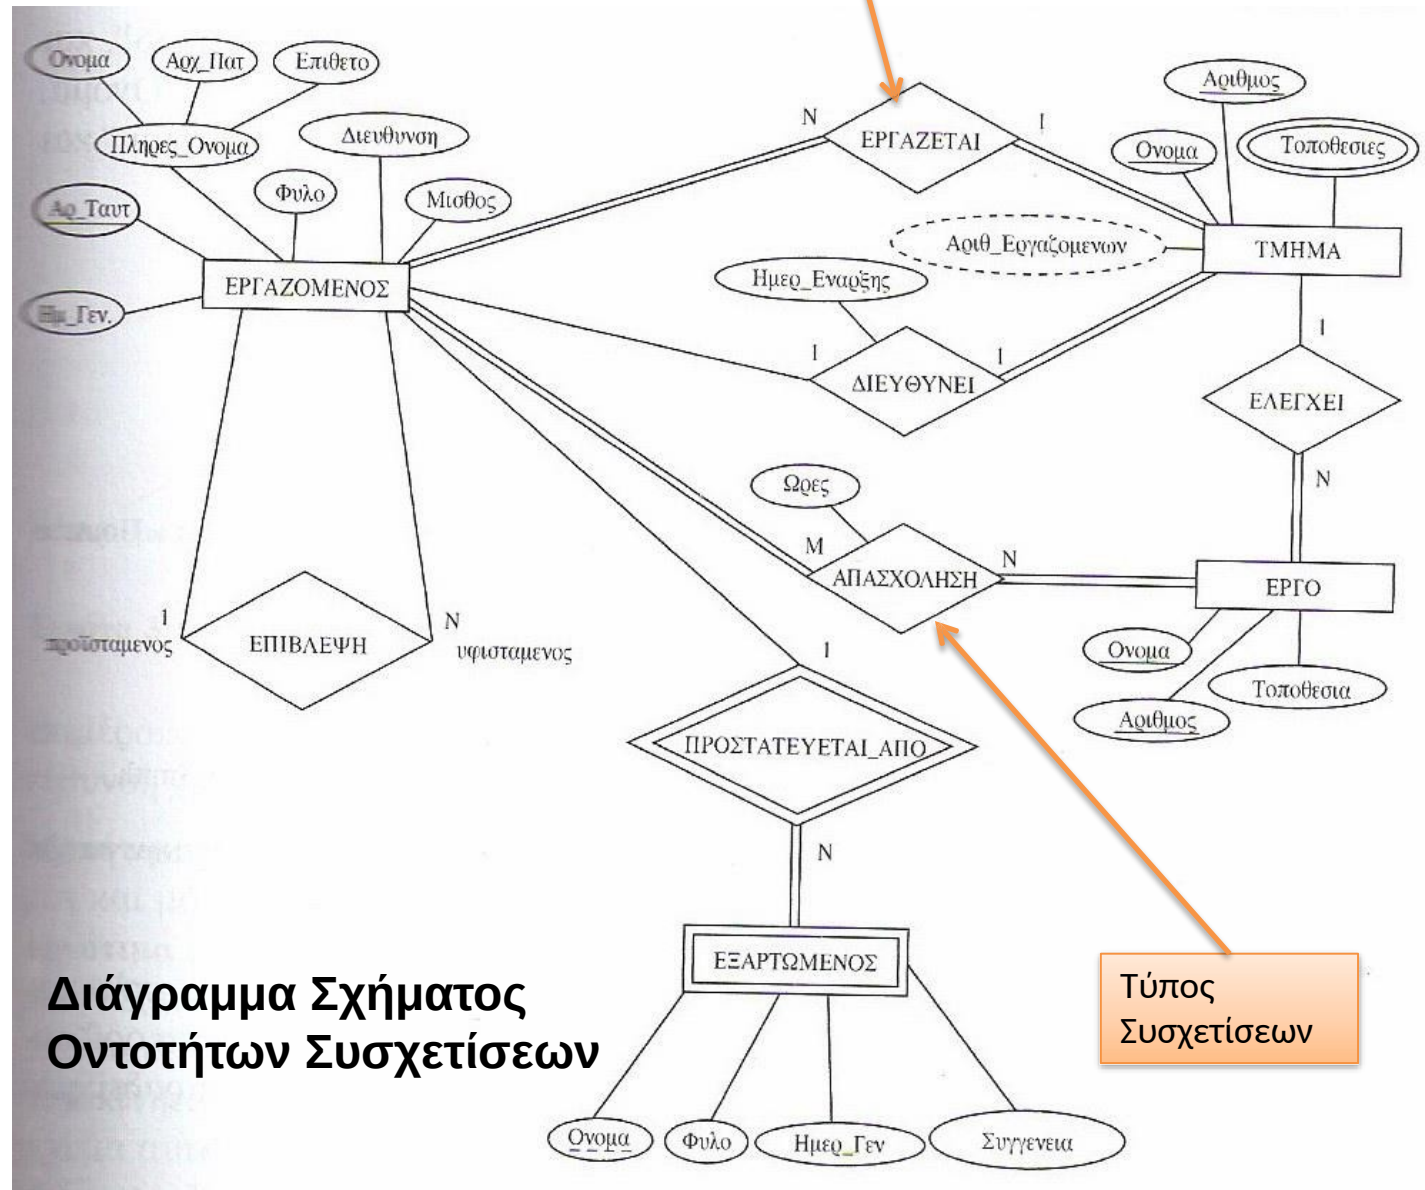 Ονομα
Αρχ_Πατ
Επιθετο
Πληρες_Ονομα
Διευθυνση
Αρ_Ταυτ
Φυλο
Μισθος
Ημ_Γεν.
ΕΡΓΑΖΟΜΕΝΟΣ
N
ΕΡΓΑΖΕΤΑΙ
1
Αριθμος
Ονομα
Τοποθεσιες
Αριθ_Εργαζομενων
ΤΜΗΜΑ
Ημερ_Εναρξης
1
ΔΙΕΥΘΥΝΕΙ
1
1
ΕΛΕΓΧΕΙ
N
Ωρες
M
ΑΠΑΣΧΟΛΗΣΗ
N
ΕΡΓΟ
Ονομα
Αριθμος
Τοποθεσια
1
προϊσταμενος
ΕΠΙΒΛΕΨΗ
N
υφισταμενος
1
ΠΡΟΣΤΑΤΕΥΕΤΑΙ_ΑΠΟ
N
ΕΞΑΡΤΩΜΕΝΟΣ
Διάγραμμα Σχήματος
Οντοτήτων Συσχετίσεων
Τύπος
Συσχετίσεων
Ονομα
Φυλο
Ημερ_Γεν
Συγγενεια